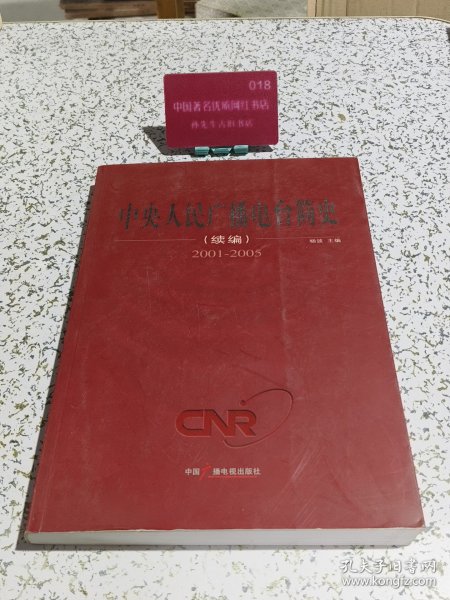 018
中国著名优质网红书店
孙先生活旧书店
中央人民广播电台简史
(续编)
杨波 主编
2001-2005
CNR
中国广播电视出版社
孔夫子旧书网
www.kongfz.com